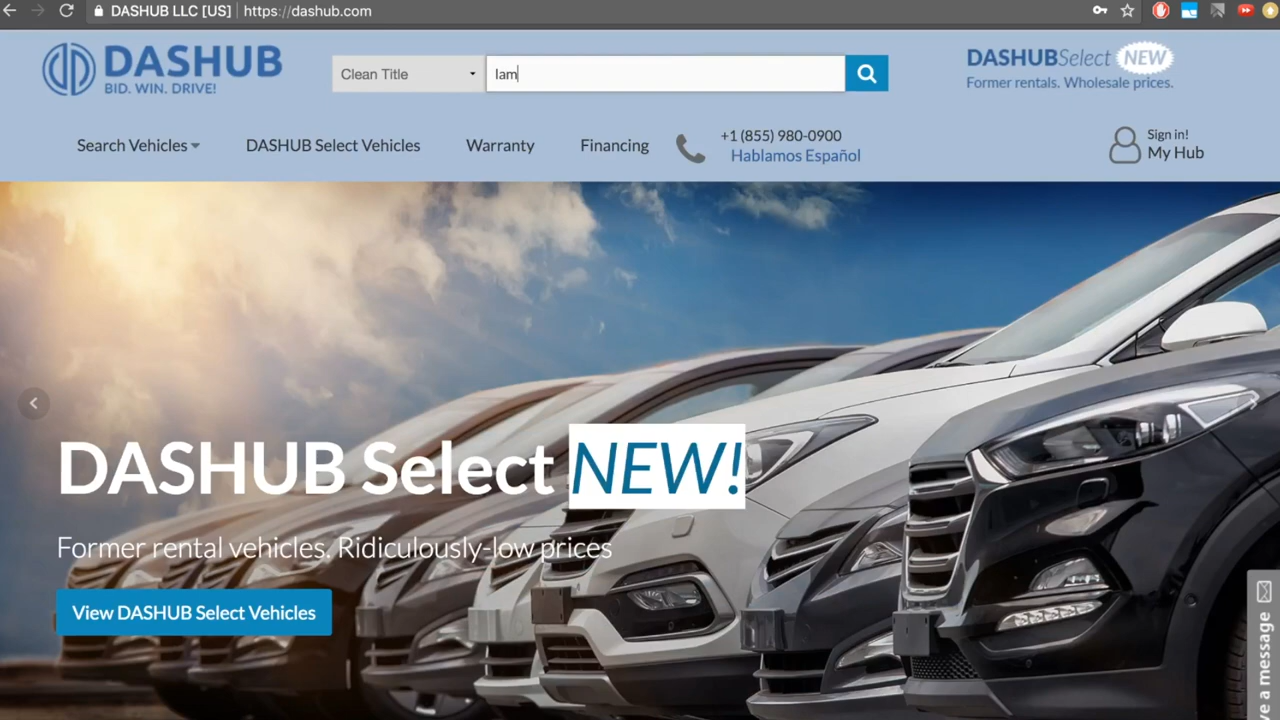 DASHUB LLC [US] | https://dashub.com
DASHUB
BID. WIN. DRIVE!
Clean Title
lam
DASHUBSelect NEW
Former rentals. Wholesale prices.
Search Vehicles
DASHUB Select Vehicles
Warranty
Financing
+1 (855) 980-0900
Hablamos Español
Sign in!
My Hub
DASHUB Select NEW!
Former rental vehicles. Ridiculously-low prices
View DASHUB Select Vehicles
e a message